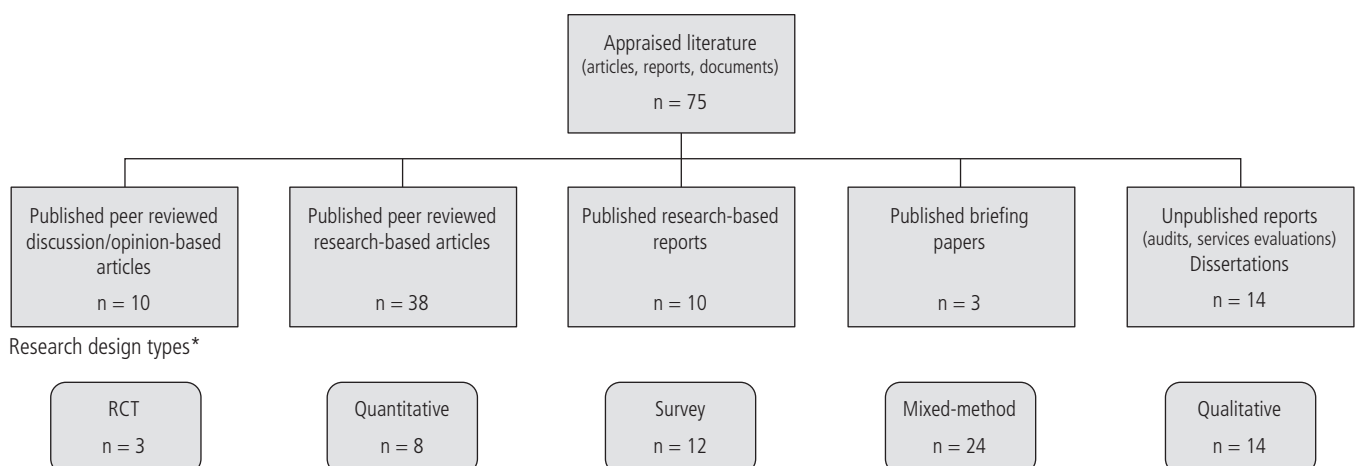 Appraised literature
(articles, reports, documents)
n = 75
Published peer reviewed
discussion/opinion-based
articles
n = 10
Published peer reviewed
research-based articles
n = 38
Published research-based
reports
n = 10
Published briefing
papers
n = 3
Unpublished reports
(audits, services evaluations)
Dissertations
n = 14
Research design types*
RCT
n = 3
Quantitative
n = 8
Survey
n = 12
Mixed-method
n = 24
Qualitative
n = 14